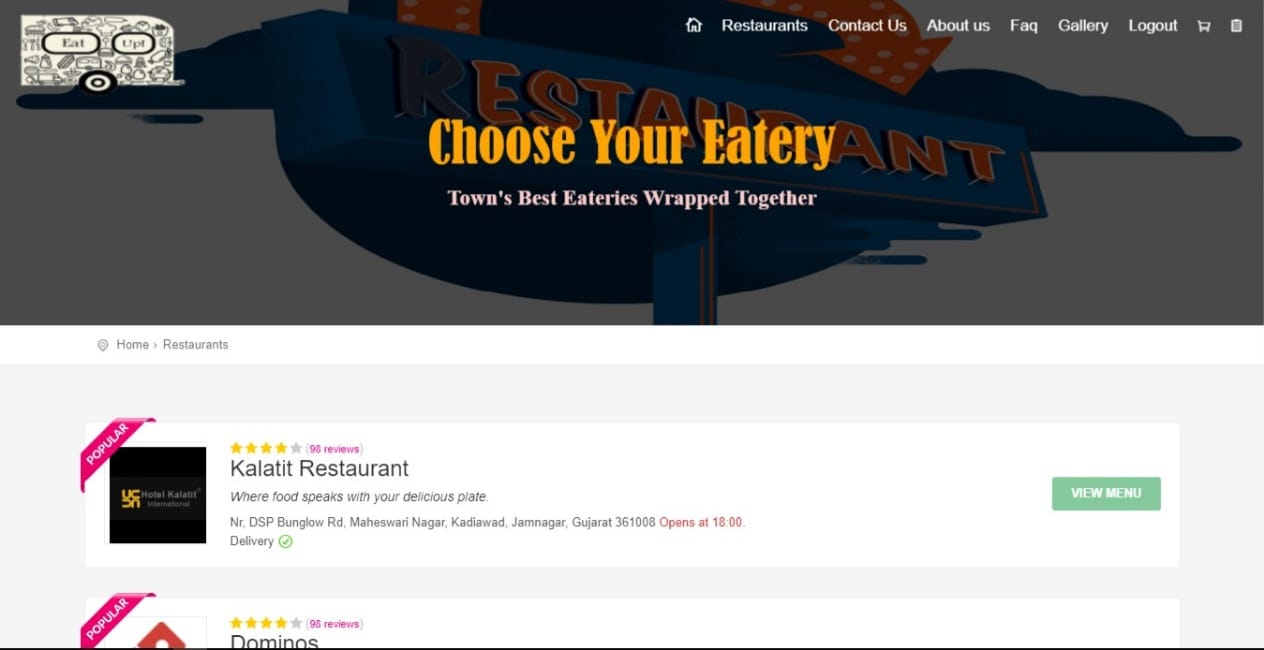 Eat Up!
Restaurants Contact Us About us Faq Gallery Logout
RESTAURANT
Choose Your Eatery
Town's Best Eateries Wrapped Together
Home › Restaurants
POPULAR
Hotel Kalatit
International
(98 reviews)
Kalatit Restaurant
Where food speaks with your delicious plate.
Nr, DSP Bunglow Rd, Maheswari Nagar, Kadiawad, Jamnagar, Gujarat 361008 Opens at 18:00.
Delivery
VIEW MENU
POPULAR
(98 reviews)
Dominos